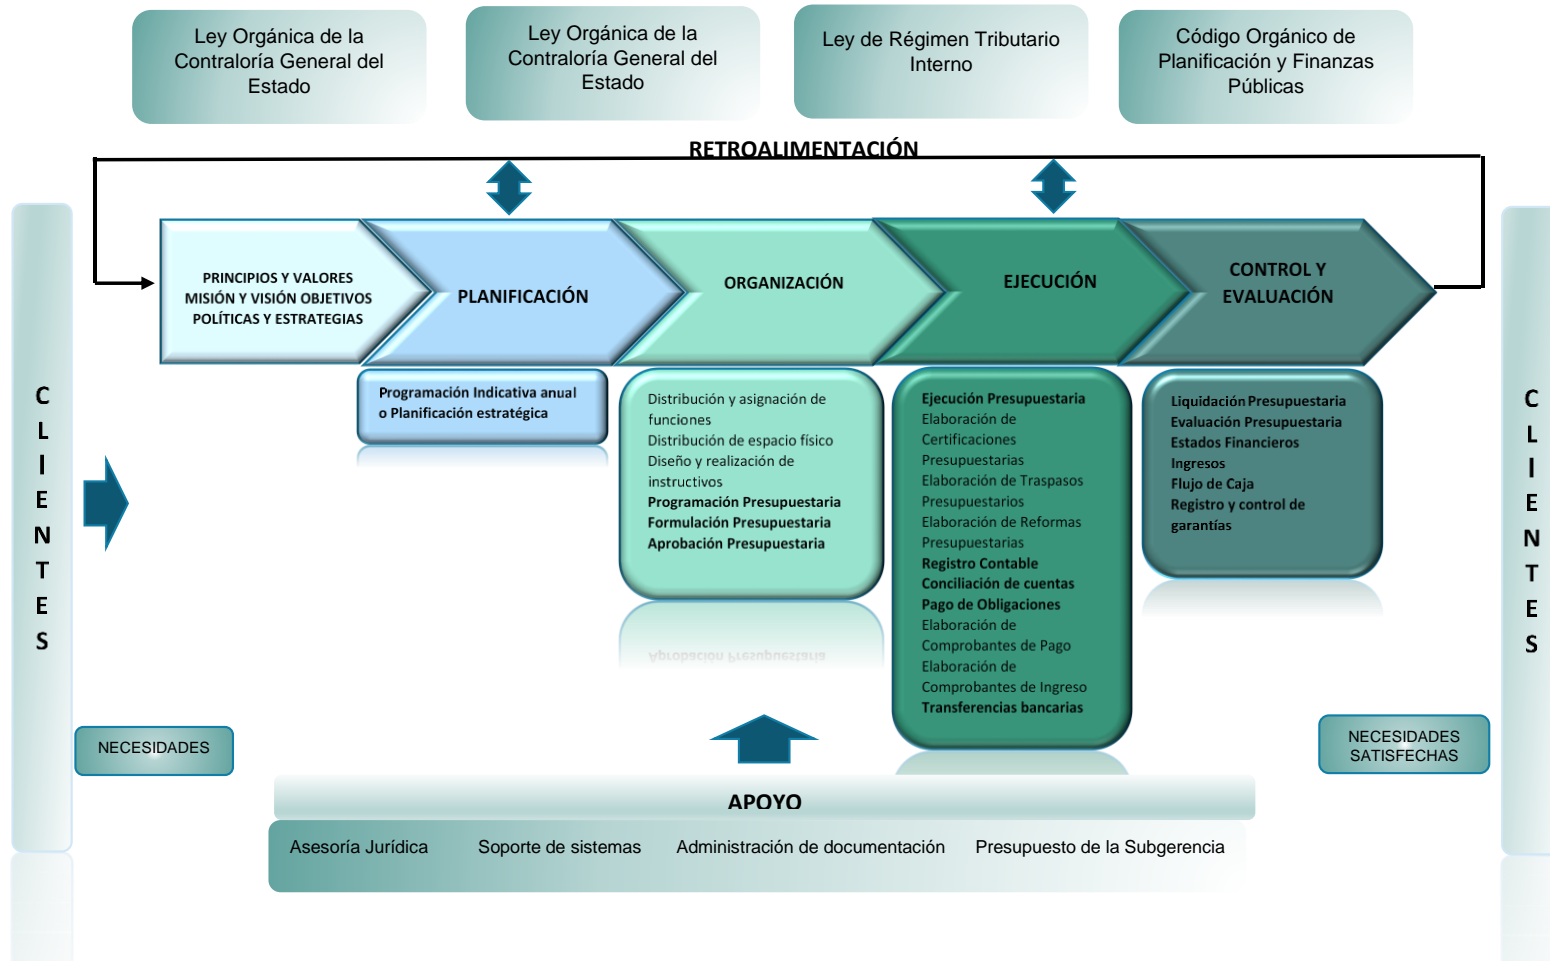 Ley Orgánica de la
Contraloría General del
Estado
Ley Orgánica de la
Contraloría General del
Estado
Ley de Régimen Tributario
Interno
Código Orgánico de
Planificación y Finanzas
Públicas
RETROALIMENTACIÓN
CLIENTES
PRINCIPIOS Y VALORES
MISIÓN Y VISIÓN OBJETIVOS
POLÍTICAS Y ESTRATEGIAS
PLANIFICACIÓN
ORGANIZACIÓN
EJECUCIÓN
CONTROL Y
EVALUACIÓN
Programación Indicativa anual
o Planificación estratégica
Distribución y asignación de
funciones
Distribución de espacio físico
Diseño y realización de
instructivos
Programación Presupuestaria
Formulación Presupuestaria
Aprobación Presupuestaria
Ejecución Presupuestaria
Elaboración de
Certificaciones
Presupuestarias
Elaboración de Traspasos
Presupuestarios
Elaboración de Reformas
Presupuestarias
Registro Contable
Conciliación de cuentas
Pago de Obligaciones
Elaboración de
Comprobantes de Pago
Elaboración de
Comprobantes de Ingreso
Transferencias bancarias
Liquidación Presupuestaria
Evaluación Presupuestaria
Estados Financieros
Ingresos
Flujo de Caja
Registro y control de
garantías
CLIENTES
NECESIDADES
NECESIDADES
SATISFECHAS
APOYO
Asesoría Jurídica Soporte de sistemas Administración de documentación Presupuesto de la Subgerencia